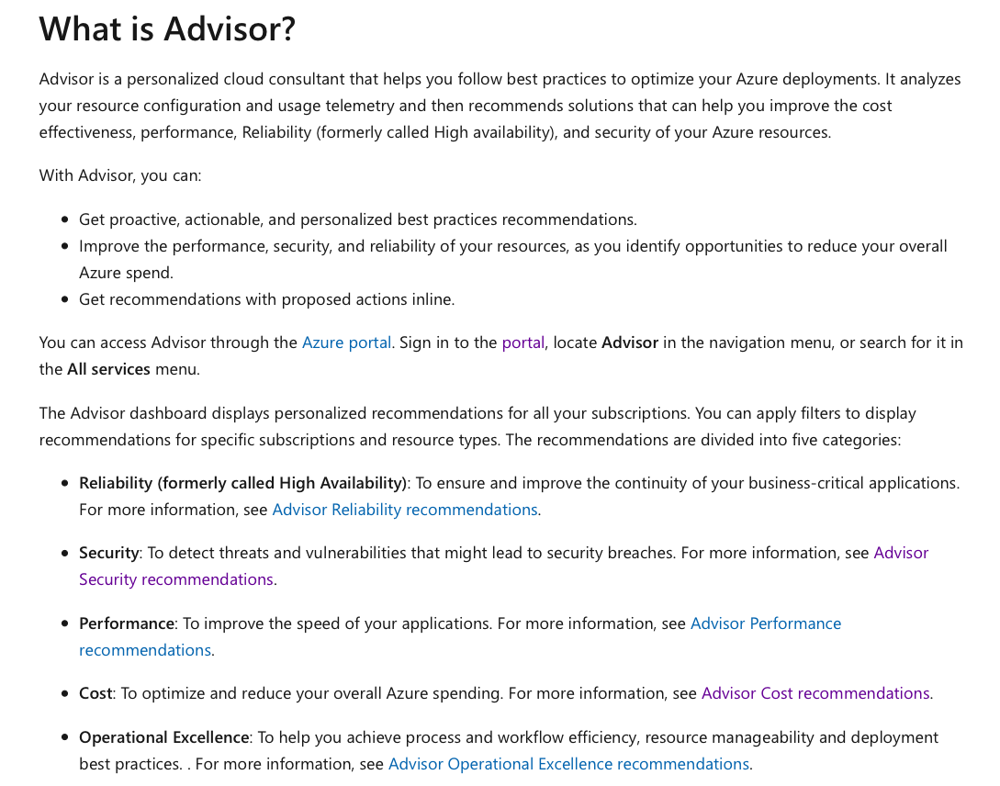 What is Advisor?
Advisor is a personalized cloud consultant that helps you follow best practices to optimize your Azure deployments. It analyzes
your resource configuration and usage telemetry and then recommends solutions that can help you improve the cost
effectiveness, performance, Reliability (formerly called High availability), and security of your Azure resources.
With Advisor, you can:
• Get proactive, actionable, and personalized best practices recommendations.
• Improve the performance, security, and reliability of your resources, as you identify opportunities to reduce your overall
Azure spend.
• Get recommendations with proposed actions inline.
You can access Advisor through the Azure portal. Sign in to the portal, locate Advisor in the navigation menu, or search for it in
the All services menu.
The Advisor dashboard displays personalized recommendations for all your subscriptions. You can apply filters to display
recommendations for specific subscriptions and resource types. The recommendations are divided into five categories:
• Reliability (formerly called High Availability): To ensure and improve the continuity of your business-critical applications.
For more information, see Advisor Reliability recommendations.
• Security: To detect threats and vulnerabilities that might lead to security breaches. For more information, see Advisor
Security recommendations.
• Performance: To improve the speed of your applications. For more information, see Advisor Performance
recommendations.
• Cost: To optimize and reduce your overall Azure spending. For more information, see Advisor Cost recommendations.
• Operational Excellence: To help you achieve process and workflow efficiency, resource manageability and deployment
best practices. . For more information, see Advisor Operational Excellence recommendations.